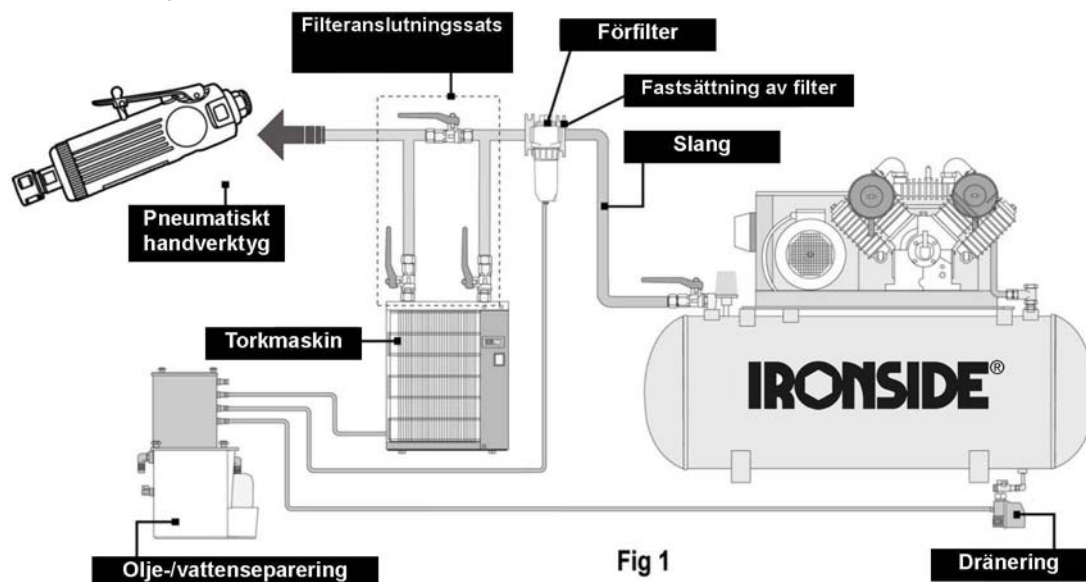 Filteranslutningssats
Förfilter
Fastsättning av filter
Slang
Pneumatiskt
handverktyg
Torkmaskin
IRONSIDE®
Olje-/vattenseparering
Fig 1
Dränering